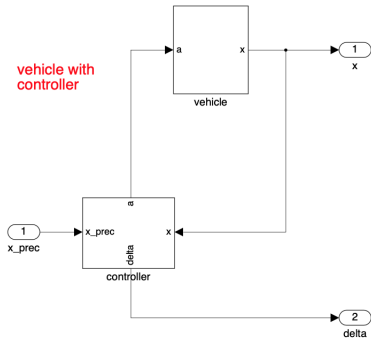 a
x
1
x
vehicle with
controller
vehicle
a
1
x_prec
x
x_prec
delta
controller
2
delta